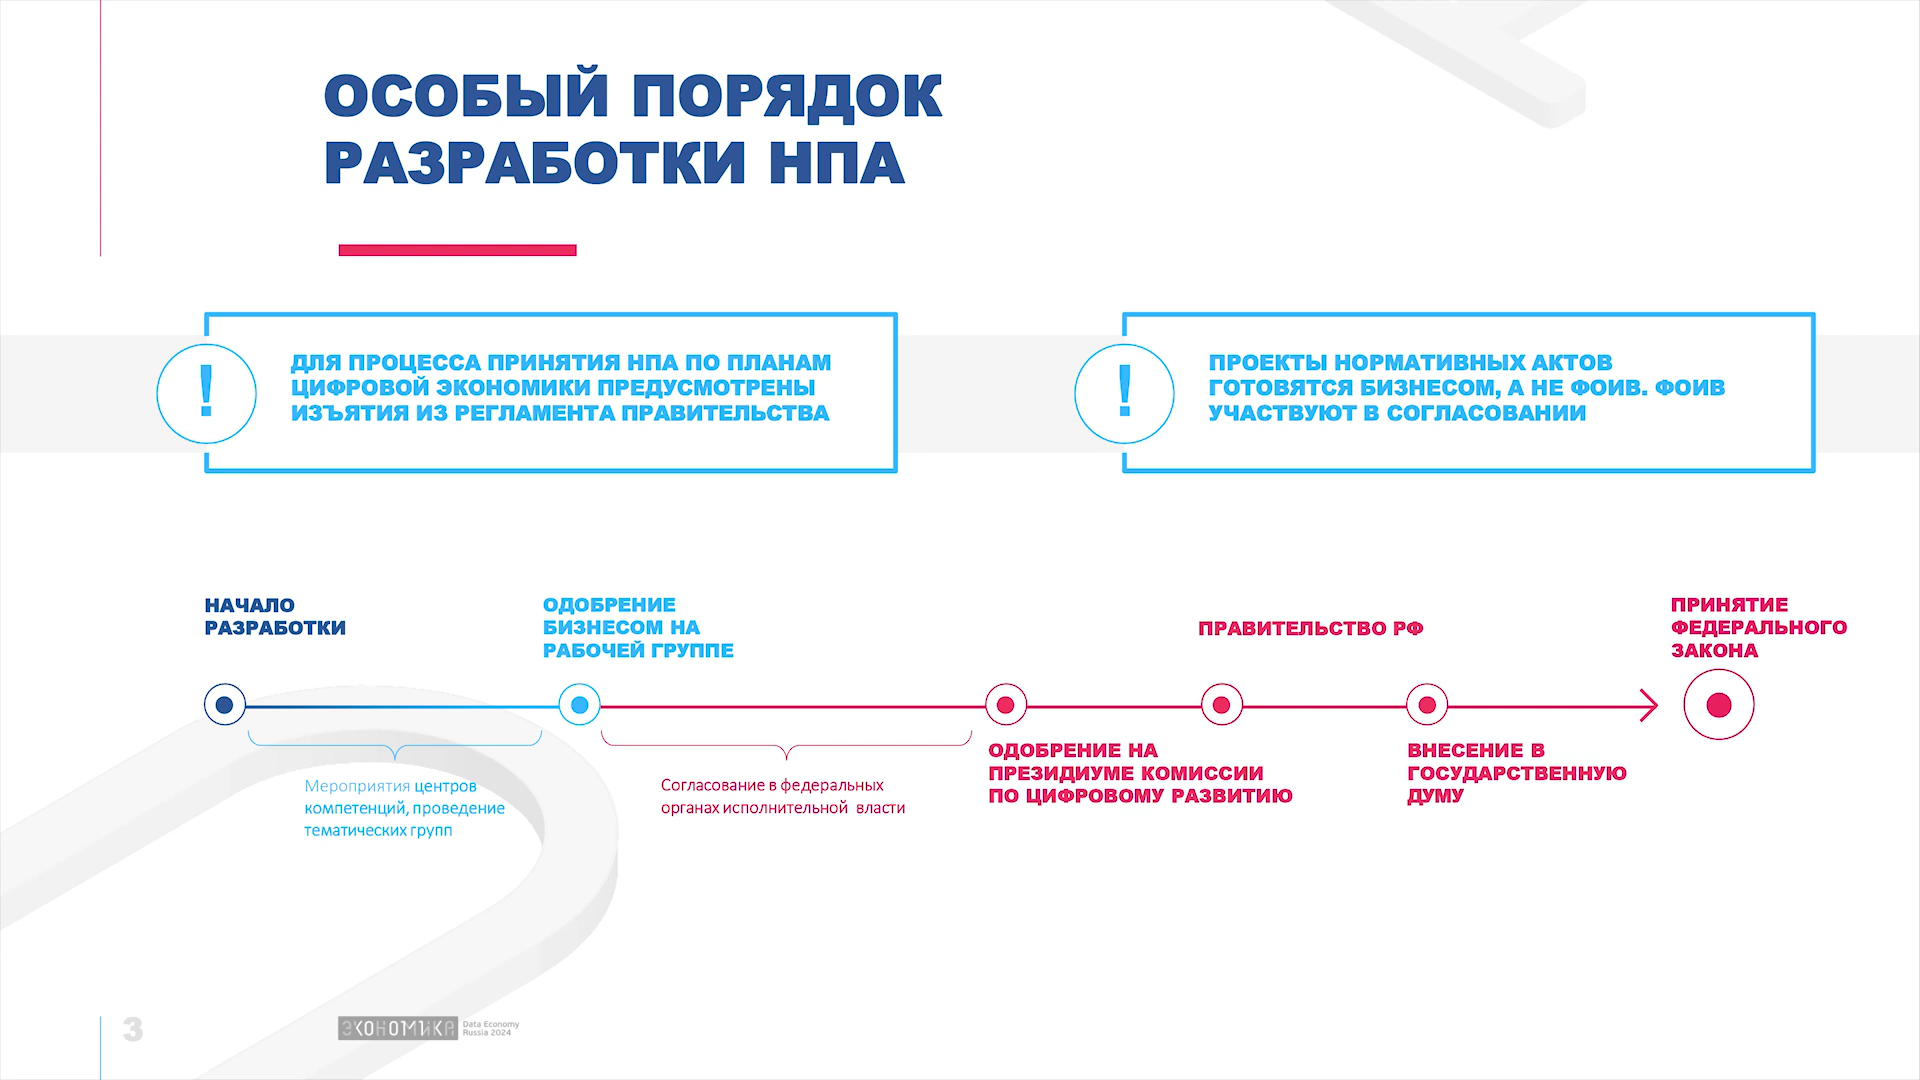 ОСОБЫЙ ПОРЯДОК
РАЗРАБОТКИ НПА
!
ДЛЯ ПРОЦЕССА ПРИНЯТИЯ НПА ПО ПЛАНАМ
ЦИФРОВОЙ ЭКОНОМИКИ ПРЕДУСМОТРЕНЫ
ИЗЪЯТИЯ ИЗ РЕГЛАМЕНТА ПРАВИТЕЛЬСТВА
!
ПРОЕКТЫ НОРМАТИВНЫХ АКТОВ
ГОТОВЯТСЯ БИЗНЕСОМ, А НЕ ФОИВ. ФОИВ
УЧАСТВУЮТ В СОГЛАСОВАНИИ
НАЧАЛО
РАЗРАБОТКИ
ОДОБРЕНИЕ
БИЗНЕСОМ НА
РАБОЧЕЙ ГРУППЕ
ПРАВИТЕЛЬСТВО РФ
ПРИНЯТИЕ
ФЕДЕРАЛЬНОГО
ЗАКОНА
Мероприятия центров
компетенций, проведение
тематических групп
Согласование в федеральных
органах исполнительной власти
ОДОБРЕНИЕ НА
ПРЕЗИДИУМЕ КОМИССИИ
ПО ЦИФРОВОМУ РАЗВИТИЮ
ВНЕСЕНИЕ В
ГОСУДАРСТВЕННУЮ
ДУМУ
3
Data Economy
Russia 2024